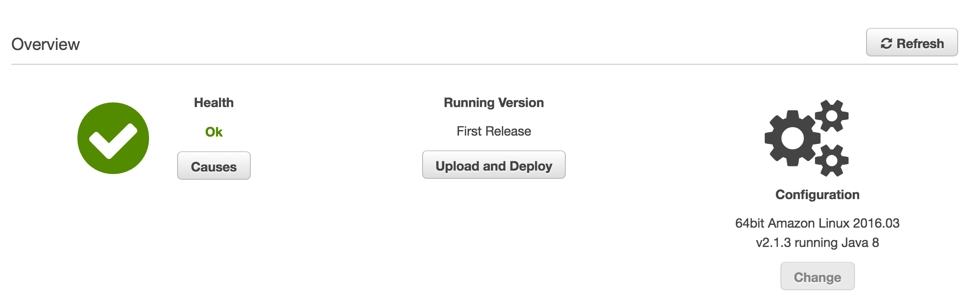 Overview
Refresh
Health
Ok
Causes
Running Version
First Release
Upload and Deploy
Configuration
64bit Amazon Linux 2016.03
v2.1.3 running Java 8
Change